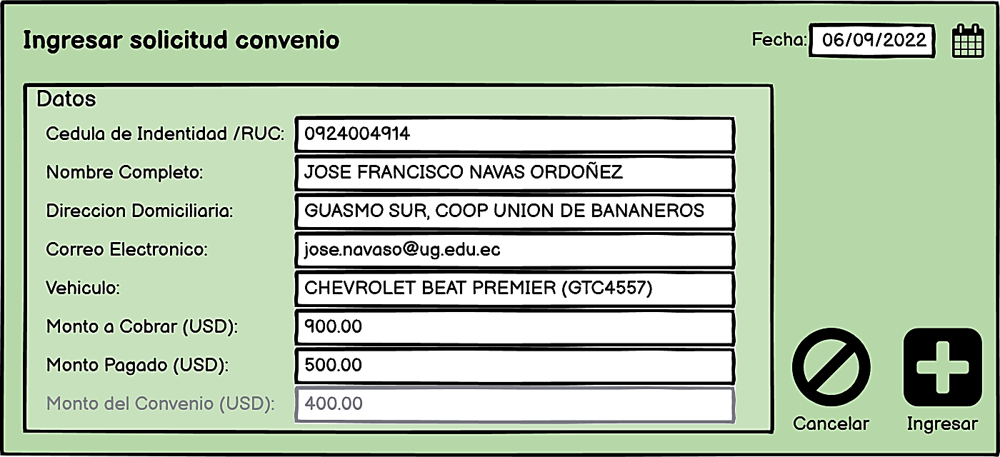 Ingresar solicitud convenio
Fecha: 06/09/2022
Datos
Cedula de Indentidad /RUC: 0924004914
Nombre Completo: JOSE FRANCISCO NAVAS ORDOÑEZ
Direccion Domiciliaria: GUASMO SUR, COOP UNION DE BANANEROS
Correo Electronico: jose.navaso@ug.edu.ec
Vehiculo: CHEVROLET BEAT PREMIER (GTC4557)
Monto a Cobrar (USD): 900.00
Monto Pagado (USD): 500.00
Monto del Convenio (USD): 400.00
Cancelar
Ingresar